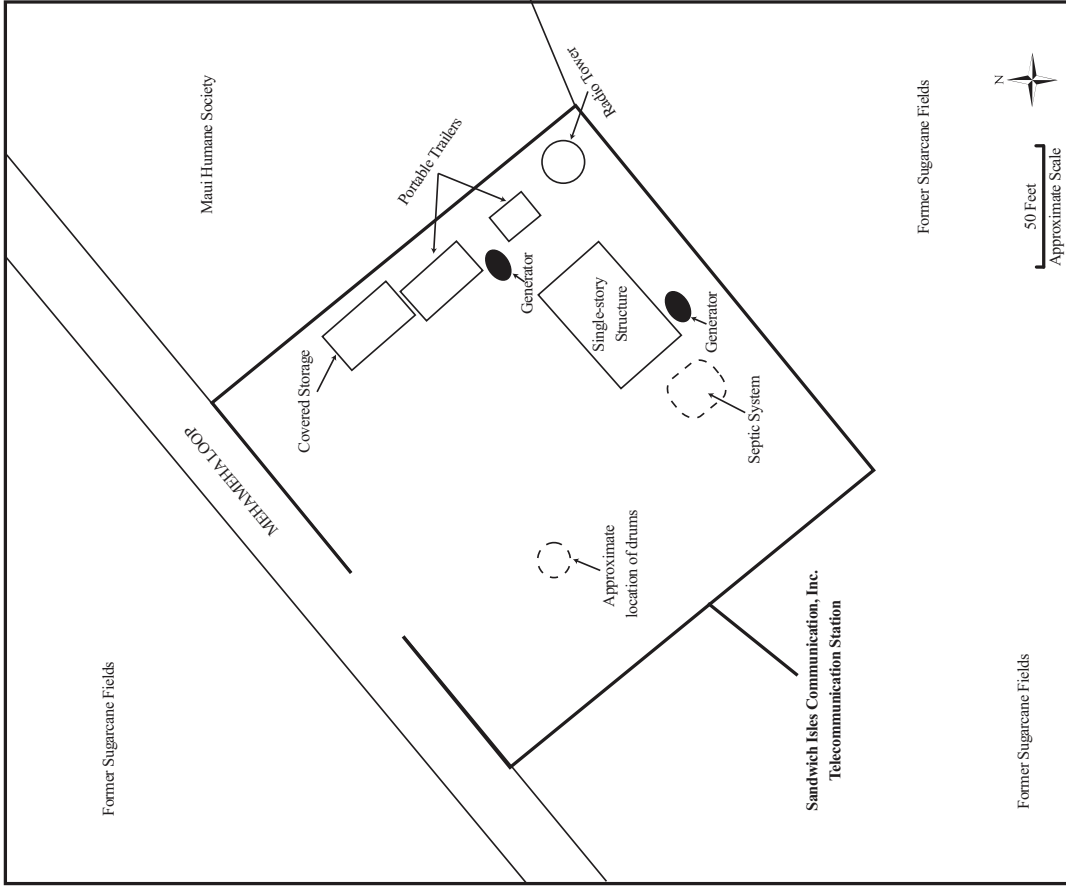 Former Sugarcane Fields
MEHAMEHA LOOP
Maui Humane Society
Covered Storage
Portable Trailers
Radio Tower
Generator
Single-story
Structure
Generator
Septic System
Approximate
location of drums
Sandwich Isles Communication, Inc.
Telecommunication Station
Former Sugarcane Fields
Former Sugarcane Fields
N
50 Feet
Approximate Scale